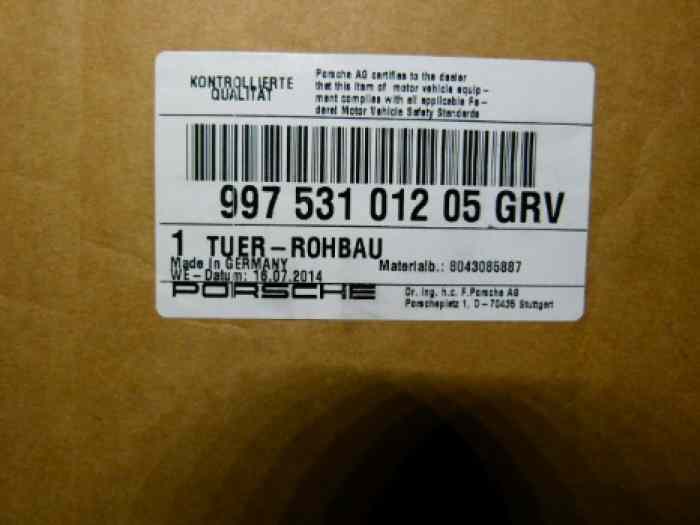 KONTROLLIERTE
QUALITÄT
Porsche AG certifies to the dealer
that this item of motor vehicle equip-
ment complies with all applicable Fe-
deral Motor Vehicle Safety Standards
997 531 012 05 GRV
1 TUER-ROHBAU
Made in GERMANY
Materialb.: 8043085887
WE-Datum: 16.07.2014
PORSCHE
Dr. Ing. h.c. F.Porsche AG
Porscheplatz 1, D-70435 Stuttgart